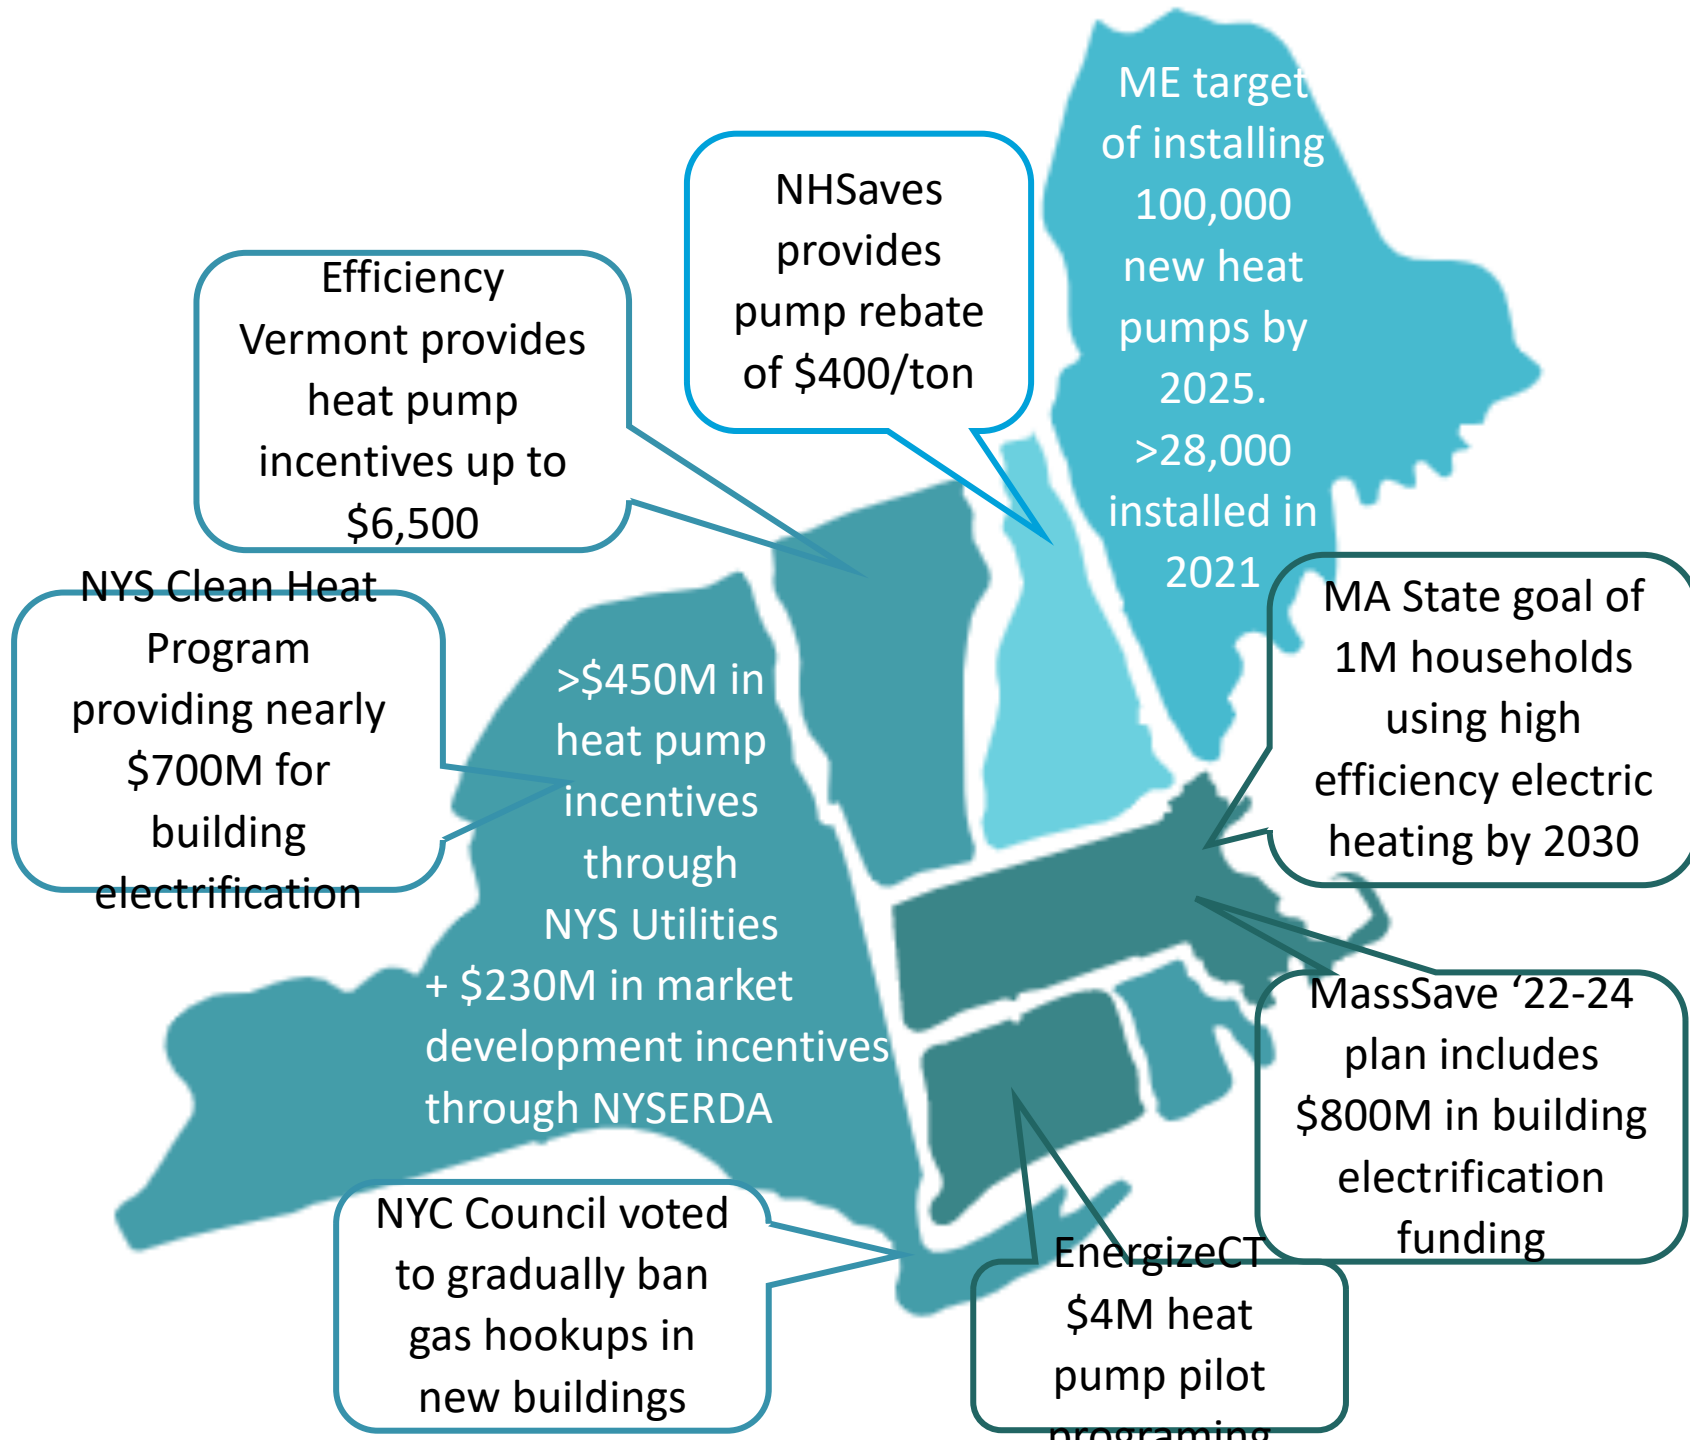 ME target
of installing
100,000
new heat
pumps by
2025.
>28,000
installed in
2021
NHSaves
provides
pump rebate
of $400/ton
Efficiency
Vermont provides
heat pump
incentives up to
$6,500
NYS Clean Heat
Program
providing nearly
$700M for
building
electrification
>$450M in
heat pump
incentives
through
NYS Utilities
+ $230M in market
development incentives
through NYSERDA
MA State goal of
1M households
using high
efficiency electric
heating by 2030
MassSave ‘22-24
plan includes
$800M in building
electrification
funding
NYC Council voted
to gradually ban
gas hookups in
new buildings
EnergizeCT
$4M heat
pump pilot
programing